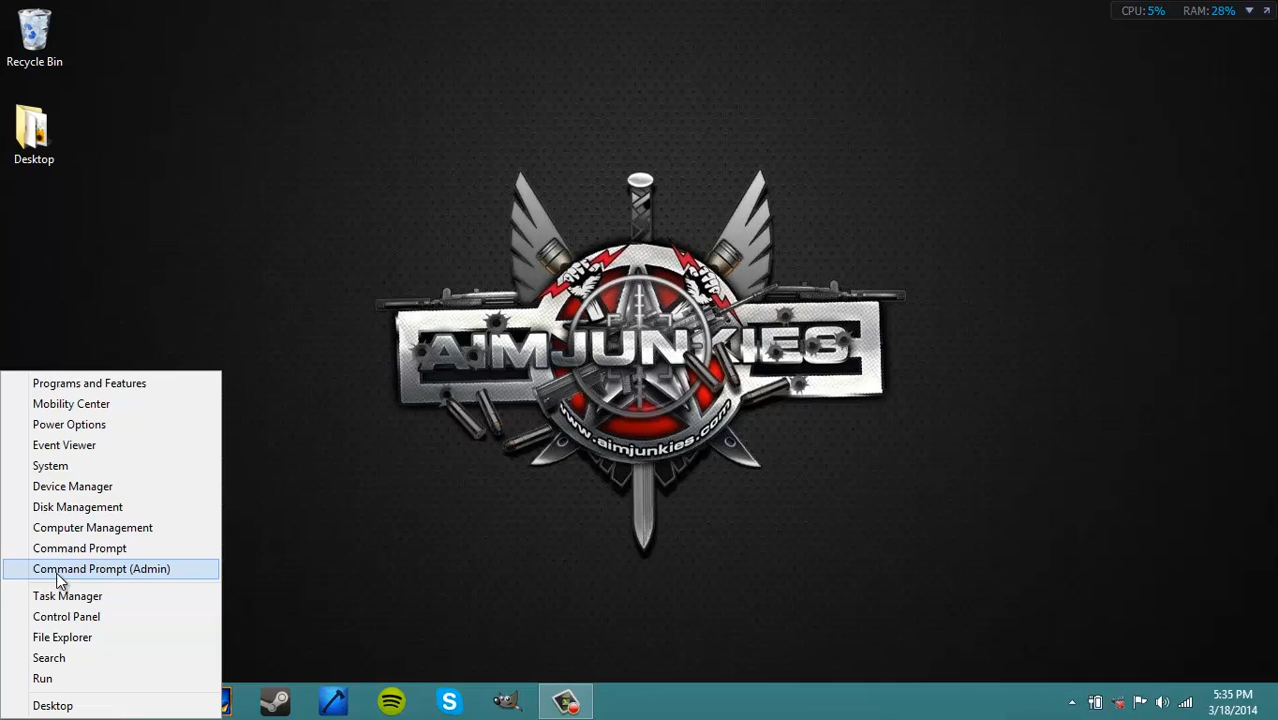 CPU: 5% RAM: 28%
Recycle Bin
Desktop
AIMJUNKIES
www.aimjunkies.com
Programs and Features
Mobility Center
Power Options
Event Viewer
System
Device Manager
Disk Management
Computer Management
Command Prompt
Command Prompt (Admin)
Task Manager
Control Panel
File Explorer
Search
Run
Desktop
5:35 PM
3/18/2014